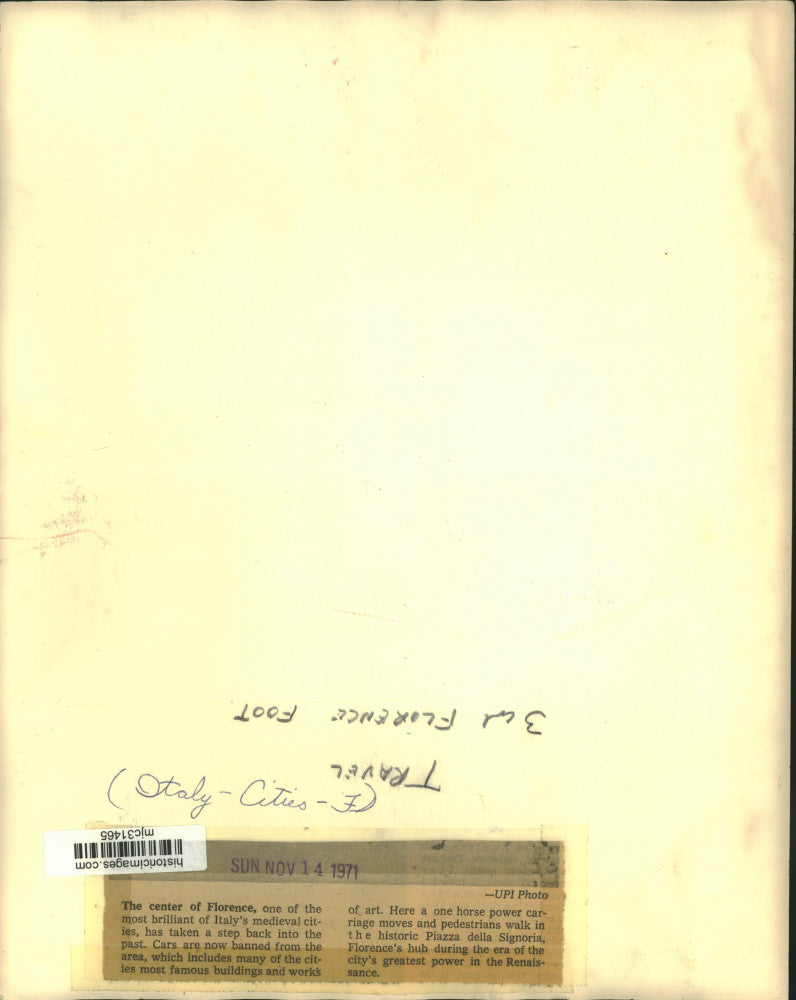 TRAVEL
3 col FLORENCE FOOT
(Italy - Cities - F)
historicimages.com
mjc31465
SUN NOV 14 1971
—UPI Photo
The center of Florence, one of the
most brilliant of Italy's medieval cit-
ies, has taken a step back into the
past. Cars are now banned from the
area, which includes many of the cit-
ies most famous buildings and works
of art. Here a one horse power car-
riage moves and pedestrians walk in
the historic Piazza della Signoria,
Florence's hub during the era of the
city's greatest power in the Renais-
sance.